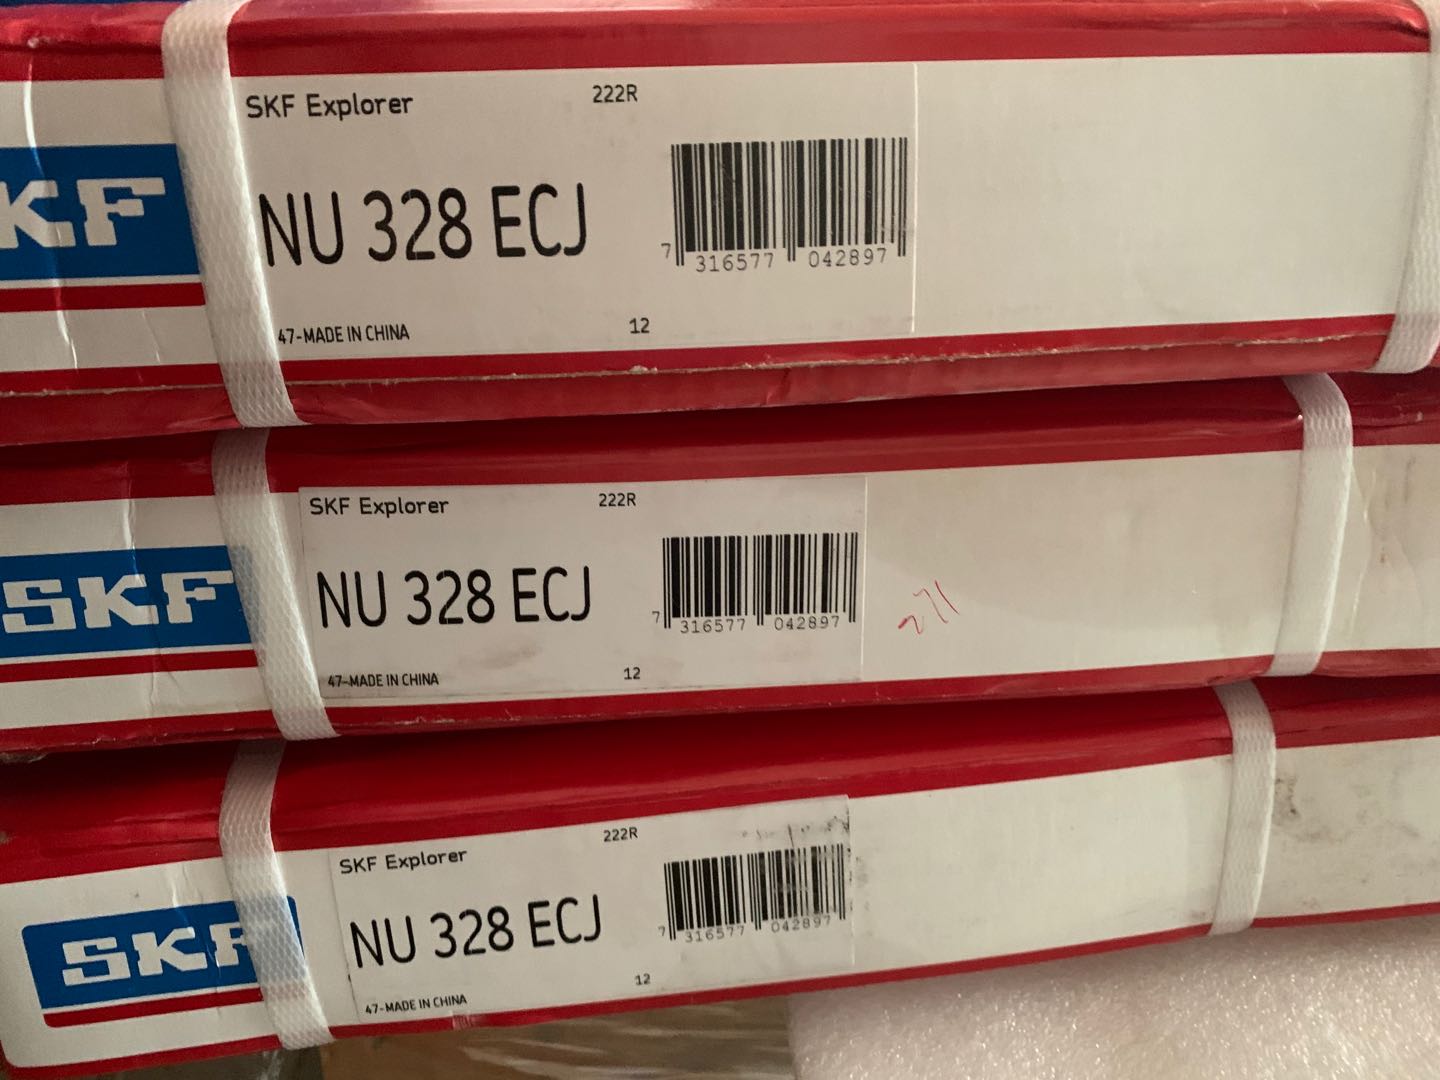 SKF Explorer 222R
KF
NU 328 ECJ
7 316577 042897
47-MADE IN CHINA 12
SKF Explorer 222R
SKF
NU 328 ECJ
7 316577 042897
271
47-MADE IN CHINA 12
SKF Explorer 222R
SKF
NU 328 ECJ
7 316577 042897
47-MADE IN CHINA 12